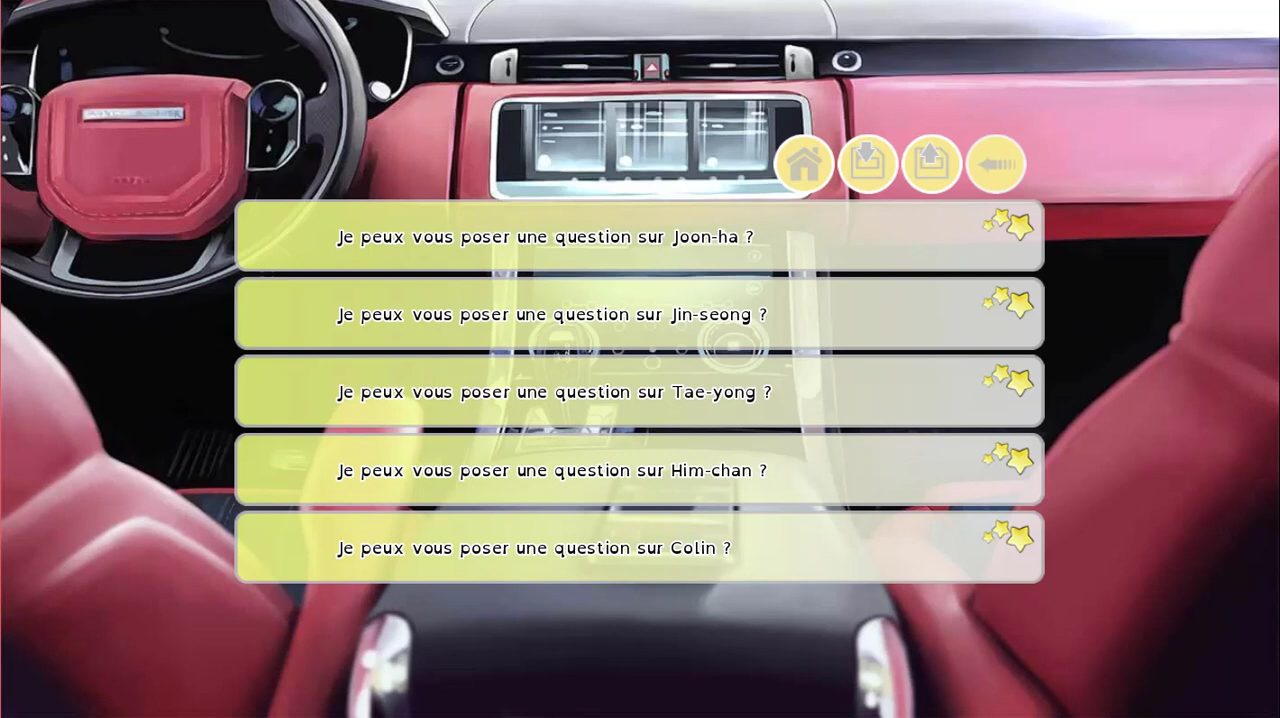 Je peux vous poser une question sur Joon-ha ?
Je peux vous poser une question sur Jin-seong ?
Je peux vous poser une question sur Tae-yong ?
Je peux vous poser une question sur Him-chan ?
Je peux vous poser une question sur Colin ?